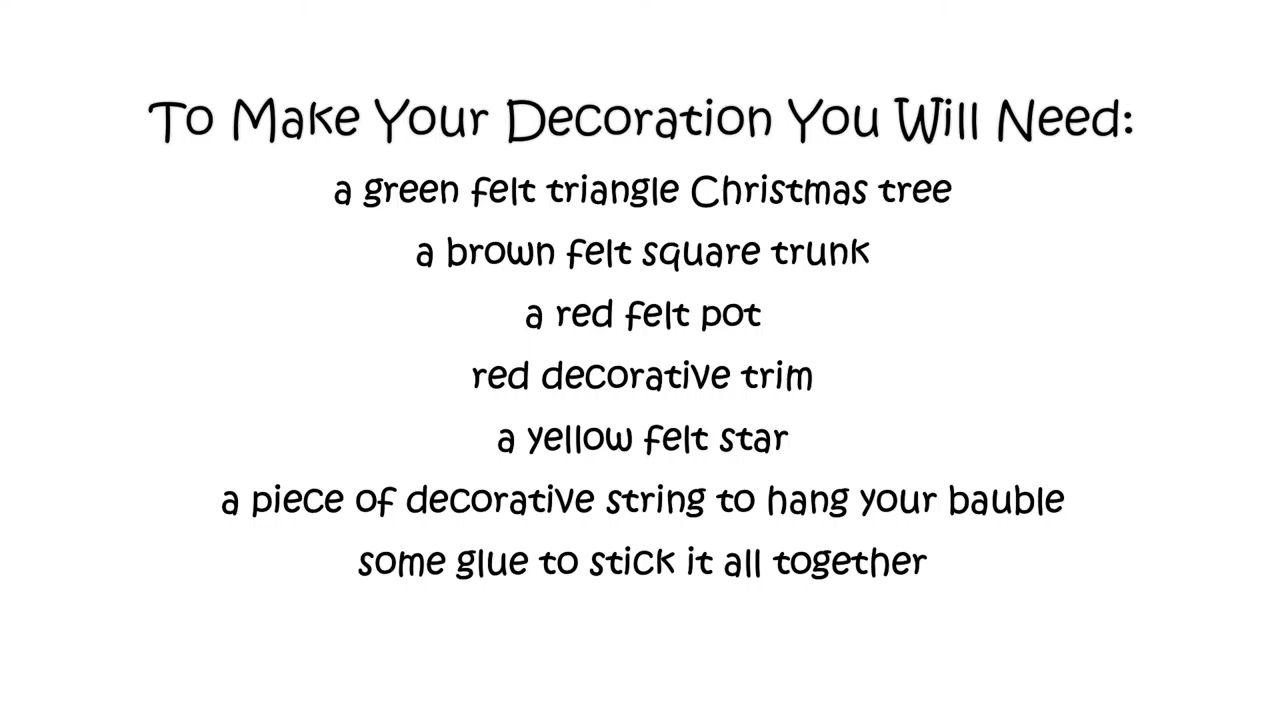 To Make Your Decoration You Will Need:
a green felt triangle Christmas tree
a brown felt square trunk
a red felt pot
red decorative trim
a yellow felt star
a piece of decorative string to hang your bauble
some glue to stick it all together